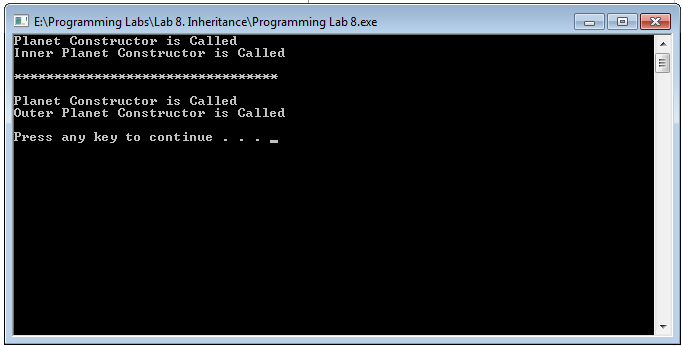 E:\Programming Labs\Lab 8. Inheritance\Programming Lab 8.exe
Planet Constructor is Called
Inner Planet Constructor is Called
*********************************
Planet Constructor is Called
Outer Planet Constructor is Called
Press any key to continue . . . _